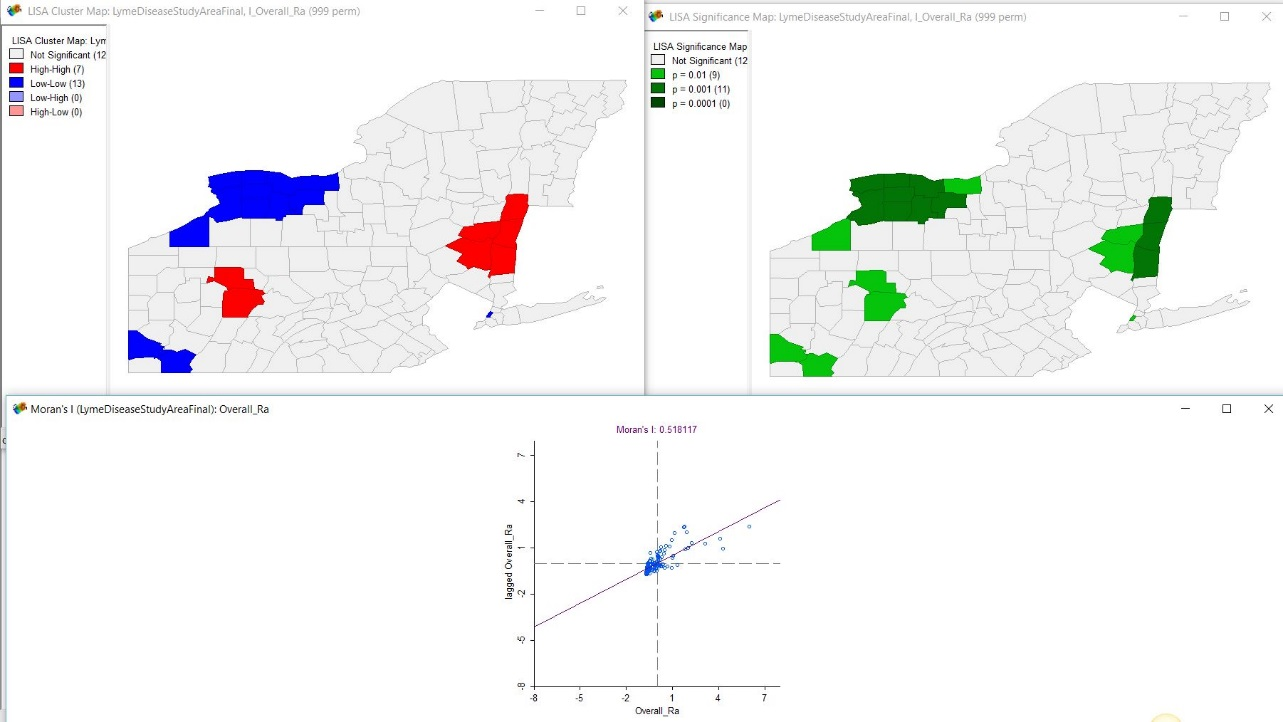 LISA Cluster Map: LymeDiseaseStudyAreaFinal, I_Overall_Ra (999 perm)
LISA Cluster Map: Lym
Not Significant (12
High-High (7)
Low-Low (13)
Low-High (0)
High-Low (0)
LISA Significance Map: LymeDiseaseStudyAreaFinal, I_Overall_Ra (999 perm)
LISA Significance Map
Not Significant (12
p = 0.01 (9)
p = 0.001 (11)
p = 0.0001 (0)
Moran's I (LymeDiseaseStudyAreaFinal): Overall_Ra
Moran's I: 0.518117
7
4
1
-2
-5
-8
lagged Overall_Ra
-8 -5 -2 1 4 7
Overall_Ra